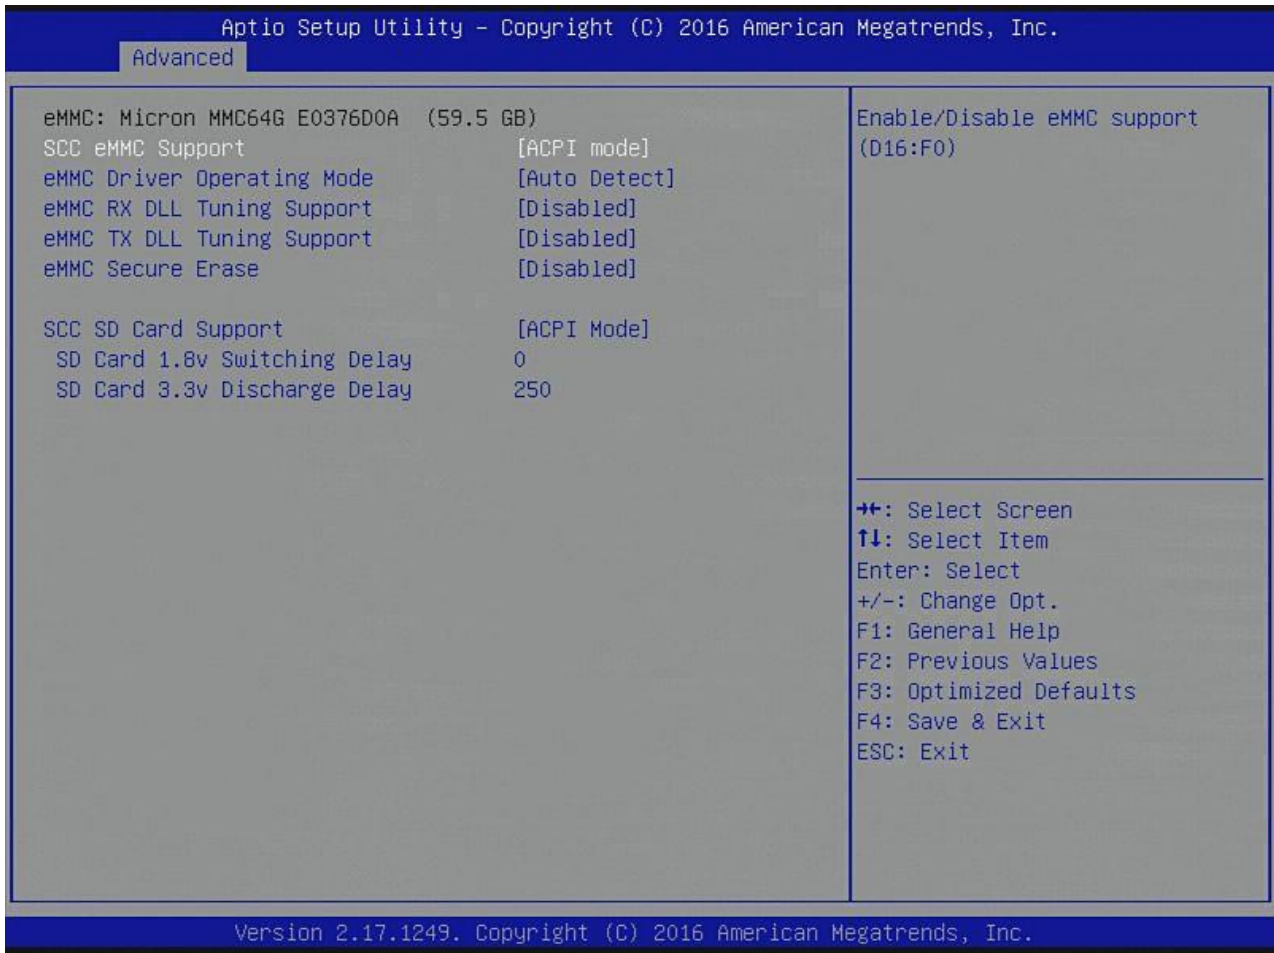 Aptio Setup Utility – Copyright (C) 2016 American Megatrends, Inc.
Advanced
eMMC: Micron MMC64G E0376D0A (59.5 GB)
SCC eMMC Support [ACPI mode]
eMMC Driver Operating Mode [Auto Detect]
eMMC RX DLL Tuning Support [Disabled]
eMMC TX DLL Tuning Support [Disabled]
eMMC Secure Erase [Disabled]
SCC SD Card Support [ACPI Mode]
SD Card 1.8v Switching Delay 0
SD Card 3.3v Discharge Delay 250
Enable/Disable eMMC support
(D16:F0)
→←: Select Screen
↑↓: Select Item
Enter: Select
+/-: Change Opt.
F1: General Help
F2: Previous Values
F3: Optimized Defaults
F4: Save & Exit
ESC: Exit
Version 2.17.1249. Copyright (C) 2016 American Megatrends, Inc.